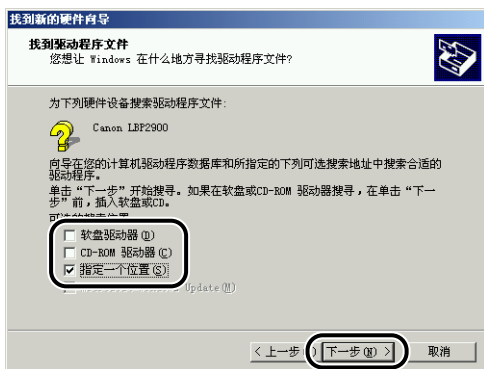 找到新的硬件向导
找到驱动程序文件
您想让 Windows 在什么地方寻找驱动程序文件?
为下列硬件设备搜索驱动程序文件:
Canon LBP2900
向导在您的计算机驱动程序数据库和所指定的下列可选搜索地址中搜索合适的
驱动程序。
单击“下一步”开始搜寻。如果在软盘或CD-ROM 驱动器搜寻，在单击“下一
步”前，插入软盘或CD。
软盘驱动器(D)
CD-ROM 驱动器(C)
指定一个位置(S)
Update(M)
< 上一步 下一步(N) > 取消